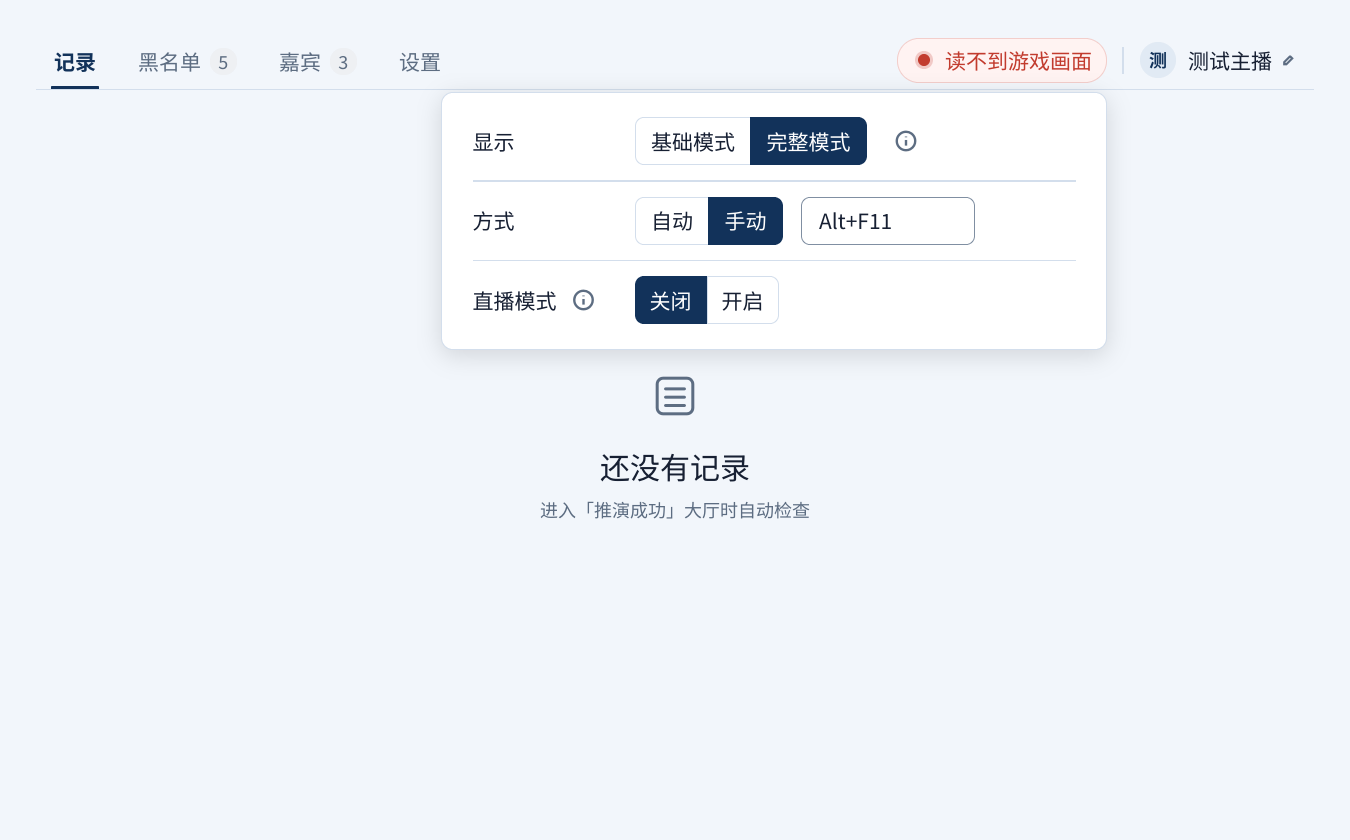 记录 黑名单 5 嘉宾 3 设置 读不到游戏画面 测 测试主播
显示 基础模式 完整模式
方式 自动 手动 Alt+F11
直播模式 关闭 开启
还没有记录
进入「推演成功」大厅时自动检查